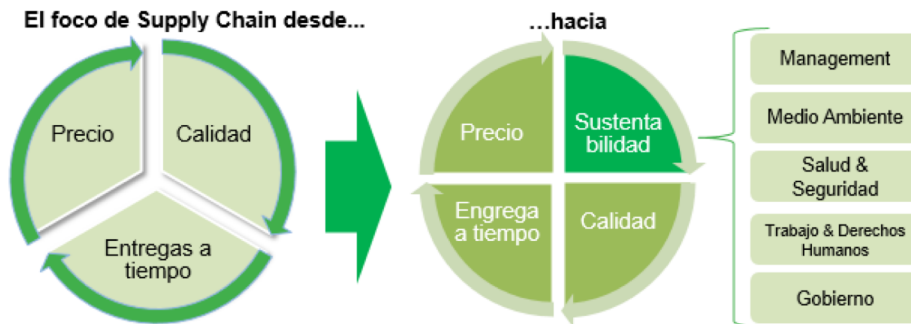 El foco de Supply Chain desde...
Precio
Calidad
Entregas a
tiempo
...hacia
Precio
Sustenta
bilidad
Engrega
a tiempo
Calidad
Management
Medio Ambiente
Salud &
Seguridad
Trabajo & Derechos
Humanos
Gobierno